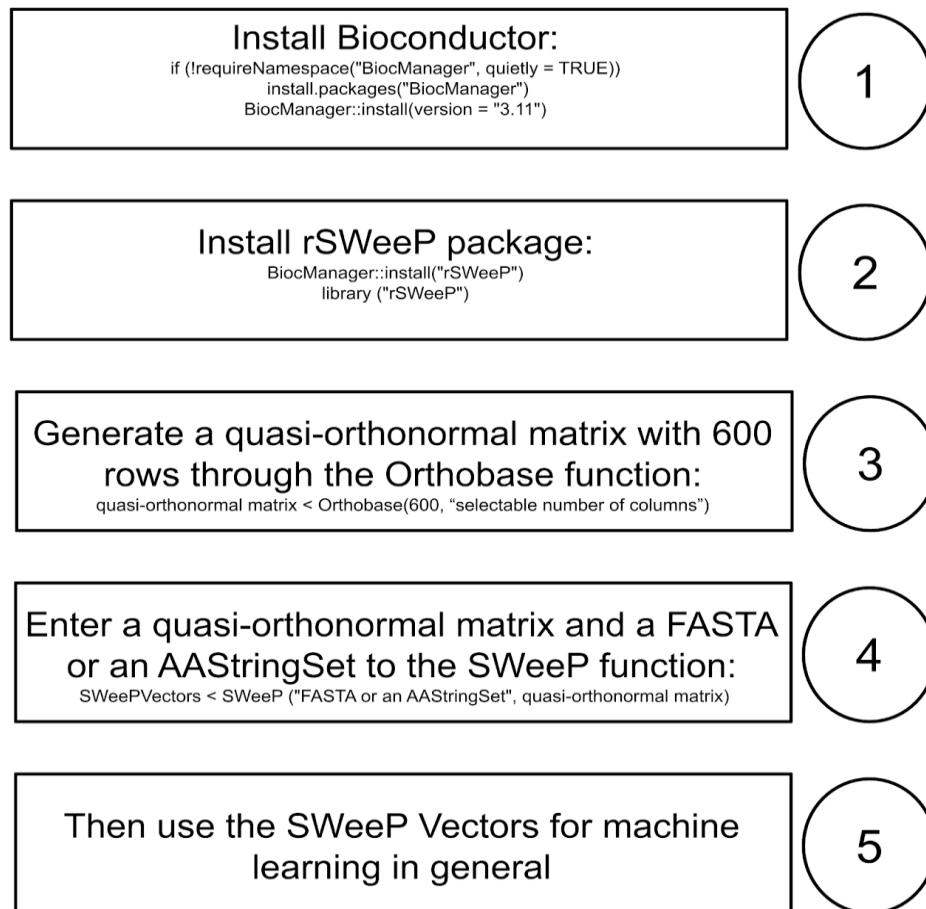 Install Bioconductor:
if (!requireNamespace("BiocManager", quietly = TRUE))
install.packages("BiocManager")
BiocManager::install(version = "3.11")
1
Install rSWeeP package:
BiocManager::install("rSWeeP")
library ("rSWeeP")
2
Generate a quasi-orthonormal matrix with 600
rows through the Orthobase function:
quasi-orthonormal matrix < Orthobase(600, “selectable number of columns”)
3
Enter a quasi-orthonormal matrix and a FASTA
or an AAStringSet to the SWeeP function:
SWeePVectors < SWeeP ("FASTA or an AAStringSet", quasi-orthonormal matrix)
4
Then use the SWeeP Vectors for machine
learning in general
5